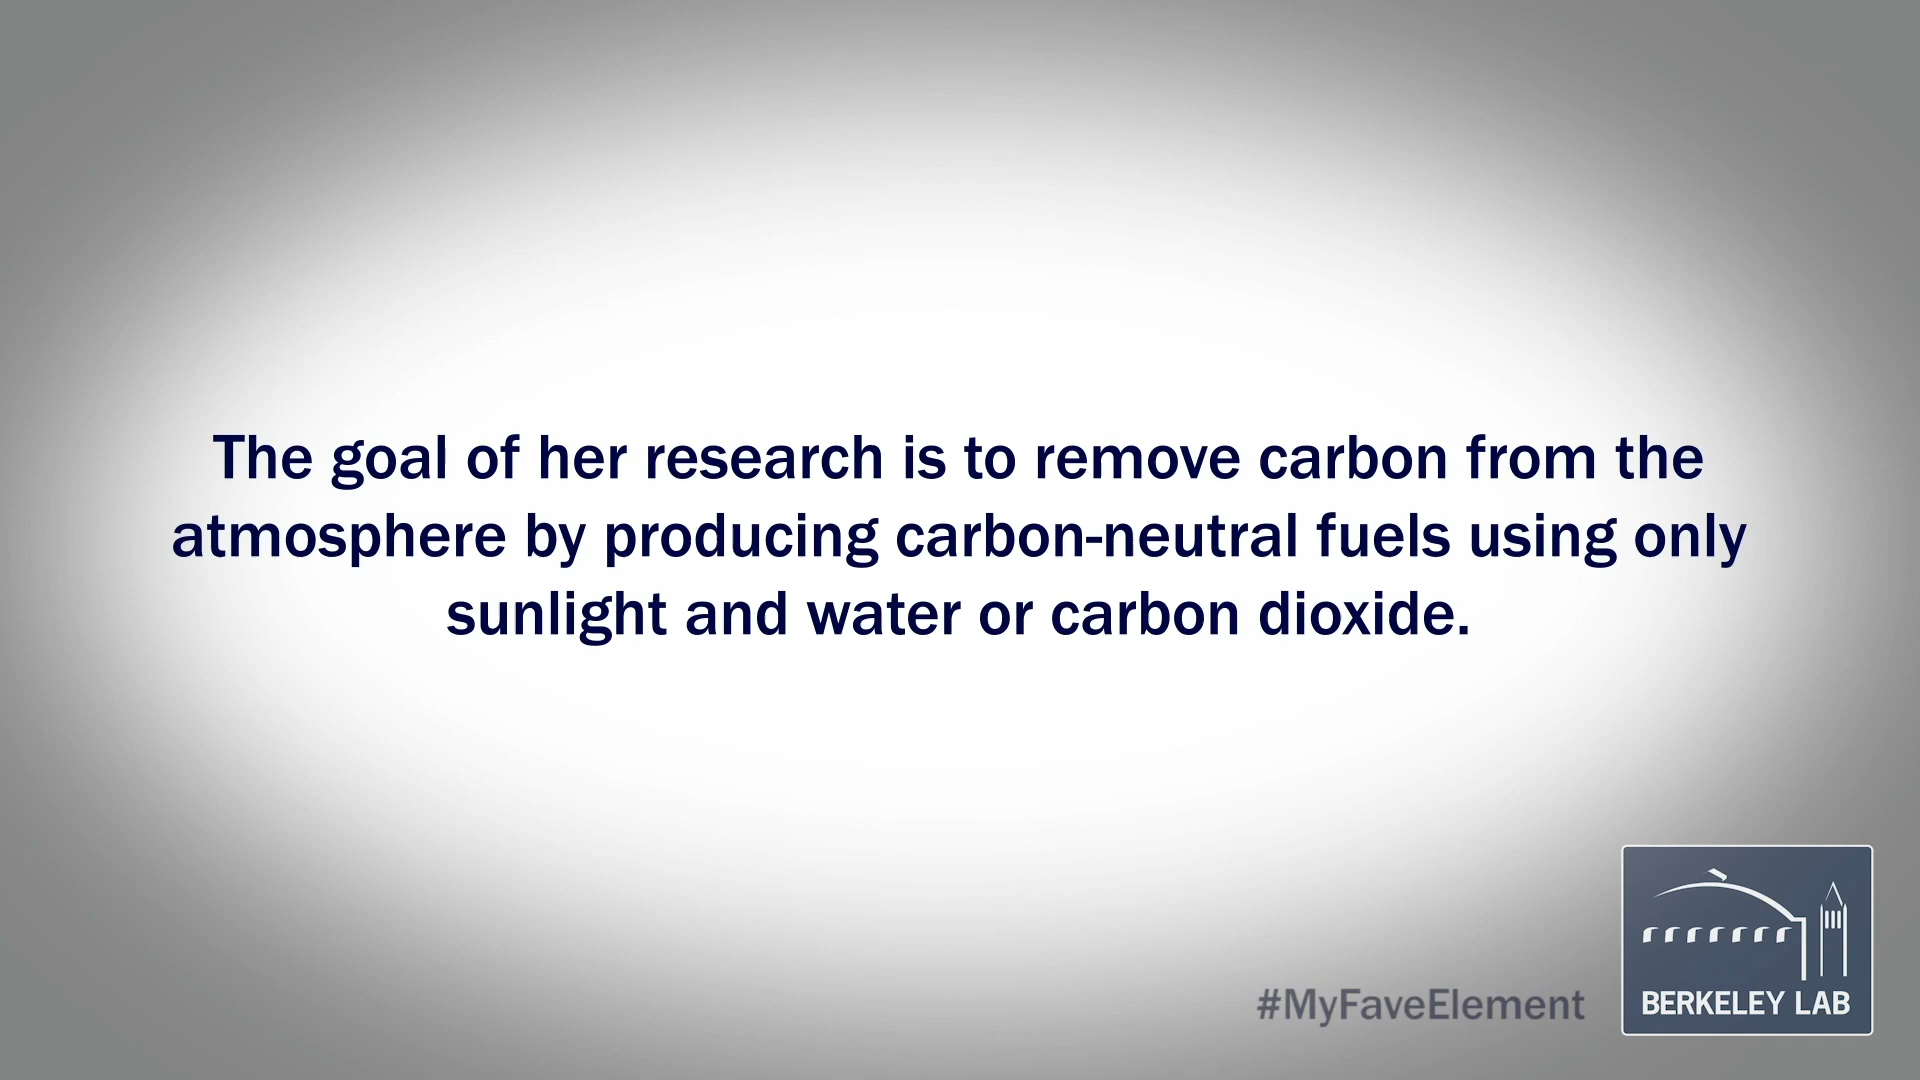 The goal of her research is to remove carbon from the
atmosphere by producing carbon-neutral fuels using only
sunlight and water or carbon dioxide.
#MyFaveElement
BERKELEY LAB